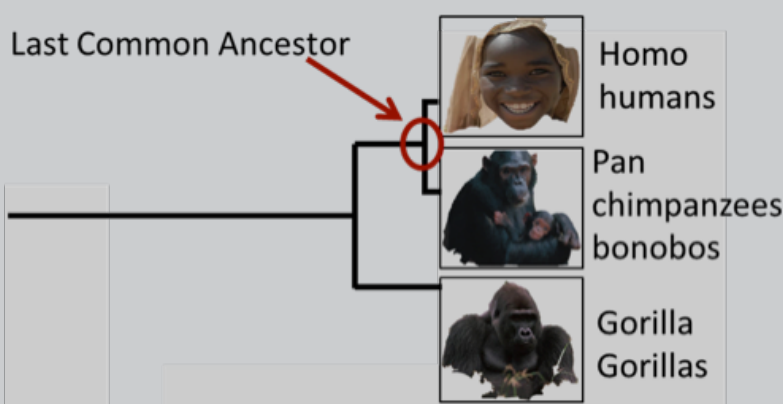 Last Common Ancestor
Homo
humans
Pan
chimpanzees
bonobos
Gorilla
Gorillas